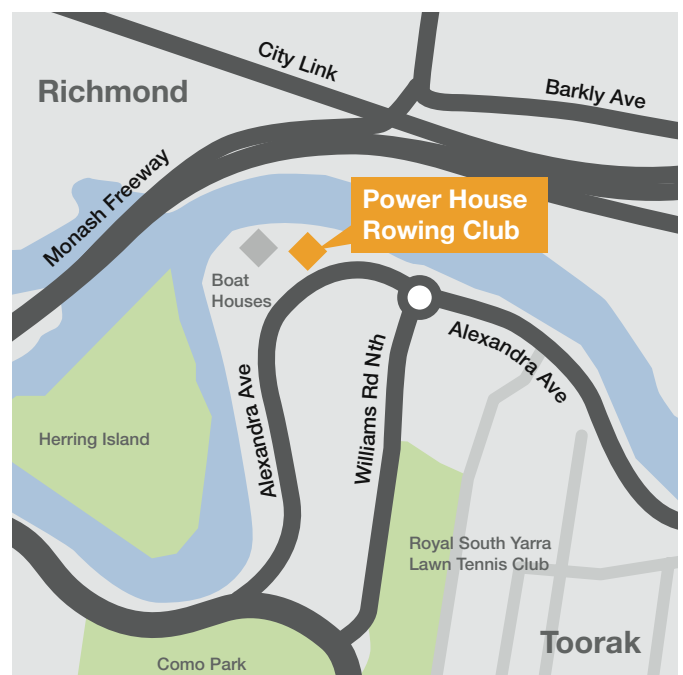 City Link
Richmond
Barkly Ave
Monash Freeway
Power House
Rowing Club
Boat
Houses
Alexandra Ave
Williams Rd Nth
Alexandra Ave
Herring Island
Royal South Yarra
Lawn Tennis Club
Toorak
Como Park